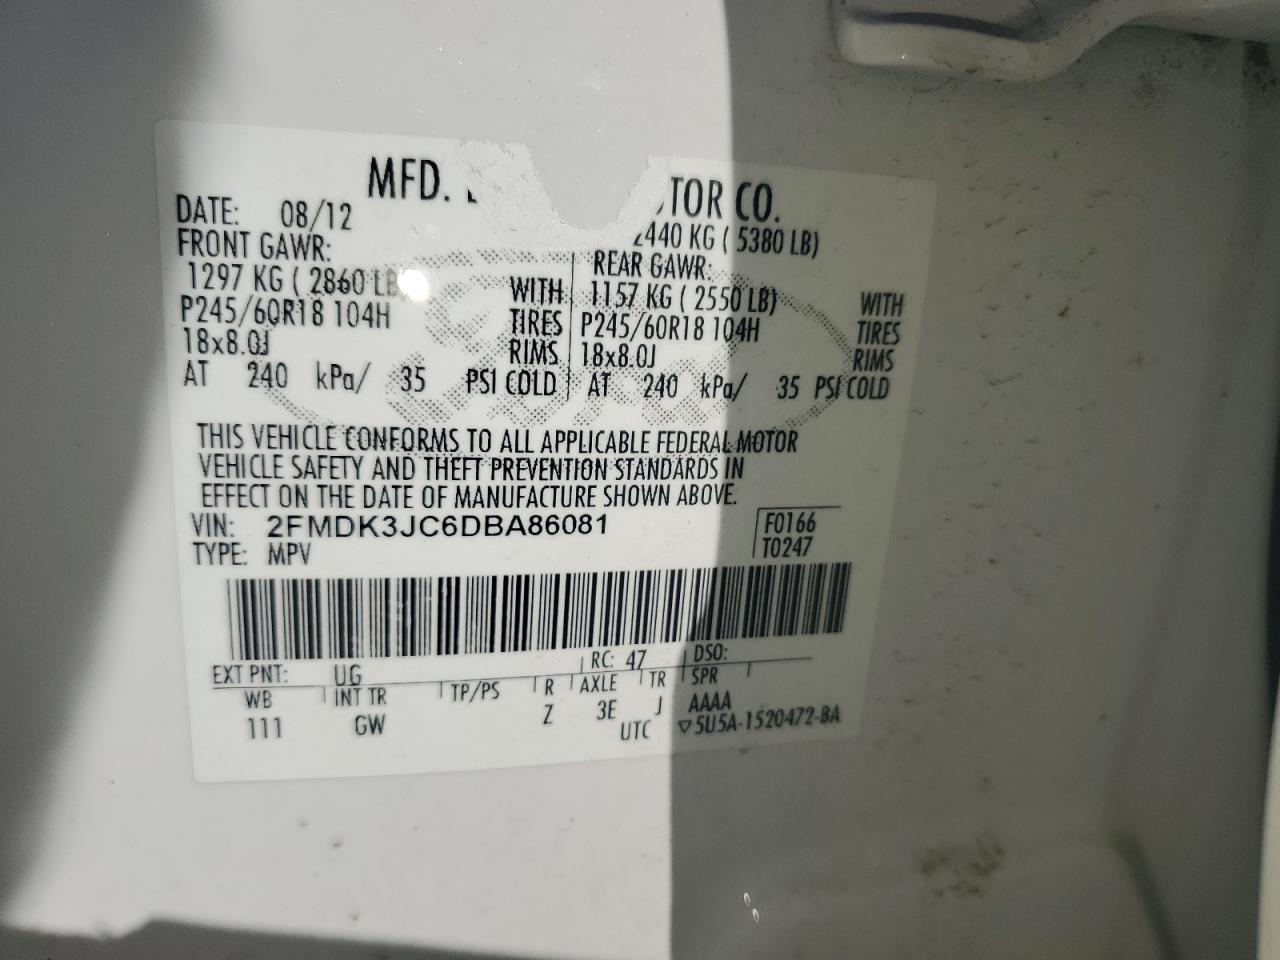 MFD. TOR CO.
DATE: 08/12
2440 KG ( 5380 LB)
FRONT GAWR:
REAR GAWR:
1297 KG ( 2860 LB WITH
1157 KG ( 2550 LB) WITH
P245/60R18 104H TIRES
P245/60R18 104H TIRES
18x8.0J RIMS
18x8.0J RIMS
AT 240 kPa/ 35 PSI COLD
AT 240 kPa/ 35 PSI COLD
THIS VEHICLE CONFORMS TO ALL APPLICABLE FEDERAL MOTOR
VEHICLE SAFETY AND THEFT PREVENTION STANDARDS IN
EFFECT ON THE DATE OF MANUFACTURE SHOWN ABOVE.
VIN: 2FMDK3JC6DBA86081
F0166
TYPE: MPV
T0247
EXT PNT: UG RC: 47 DSO:
WB INT TR TP/PS R AXLE TR SPR
111 GW Z 3E J AAAA
UTC ▽5U5A-1520472-BA